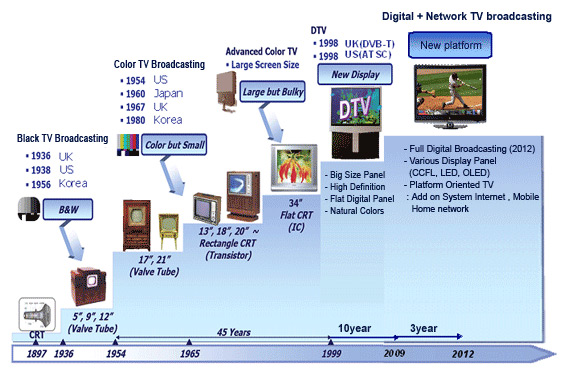 Digital + Network TV broadcasting
New platform
DTV
▪ 1998 UK(DVB-T)
▪ 1998 US(ATSC)
New Display
DTV
Advanced Color TV
▪ Large Screen Size
Large but Bulky
Color TV Broadcasting
▪ 1954 US
▪ 1960 Japan
▪ 1967 UK
▪ 1980 Korea
Color but Small
Black TV Broadcasting
▪ 1936 UK
▪ 1938 US
▪ 1956 Korea
B&W
CRT
5", 9", 12"
(Valve Tube)
17", 21"
(Valve Tube)
13", 18", 20" ~
Rectangle CRT
(Transistor)
34"
Flat CRT
(IC)
- Big Size Panel
- High Definition
- Flat Digital Panel
- Natural Colors
- Full Digital Broadcasting (2012)
- Various Display Panel
(CCFL, LED, OLED)
- Platform Oriented TV
: Add on System Internet , Mobile
Home network
45 Years
10year
3year
1897 1936 1954 1965 1999 2009 2012